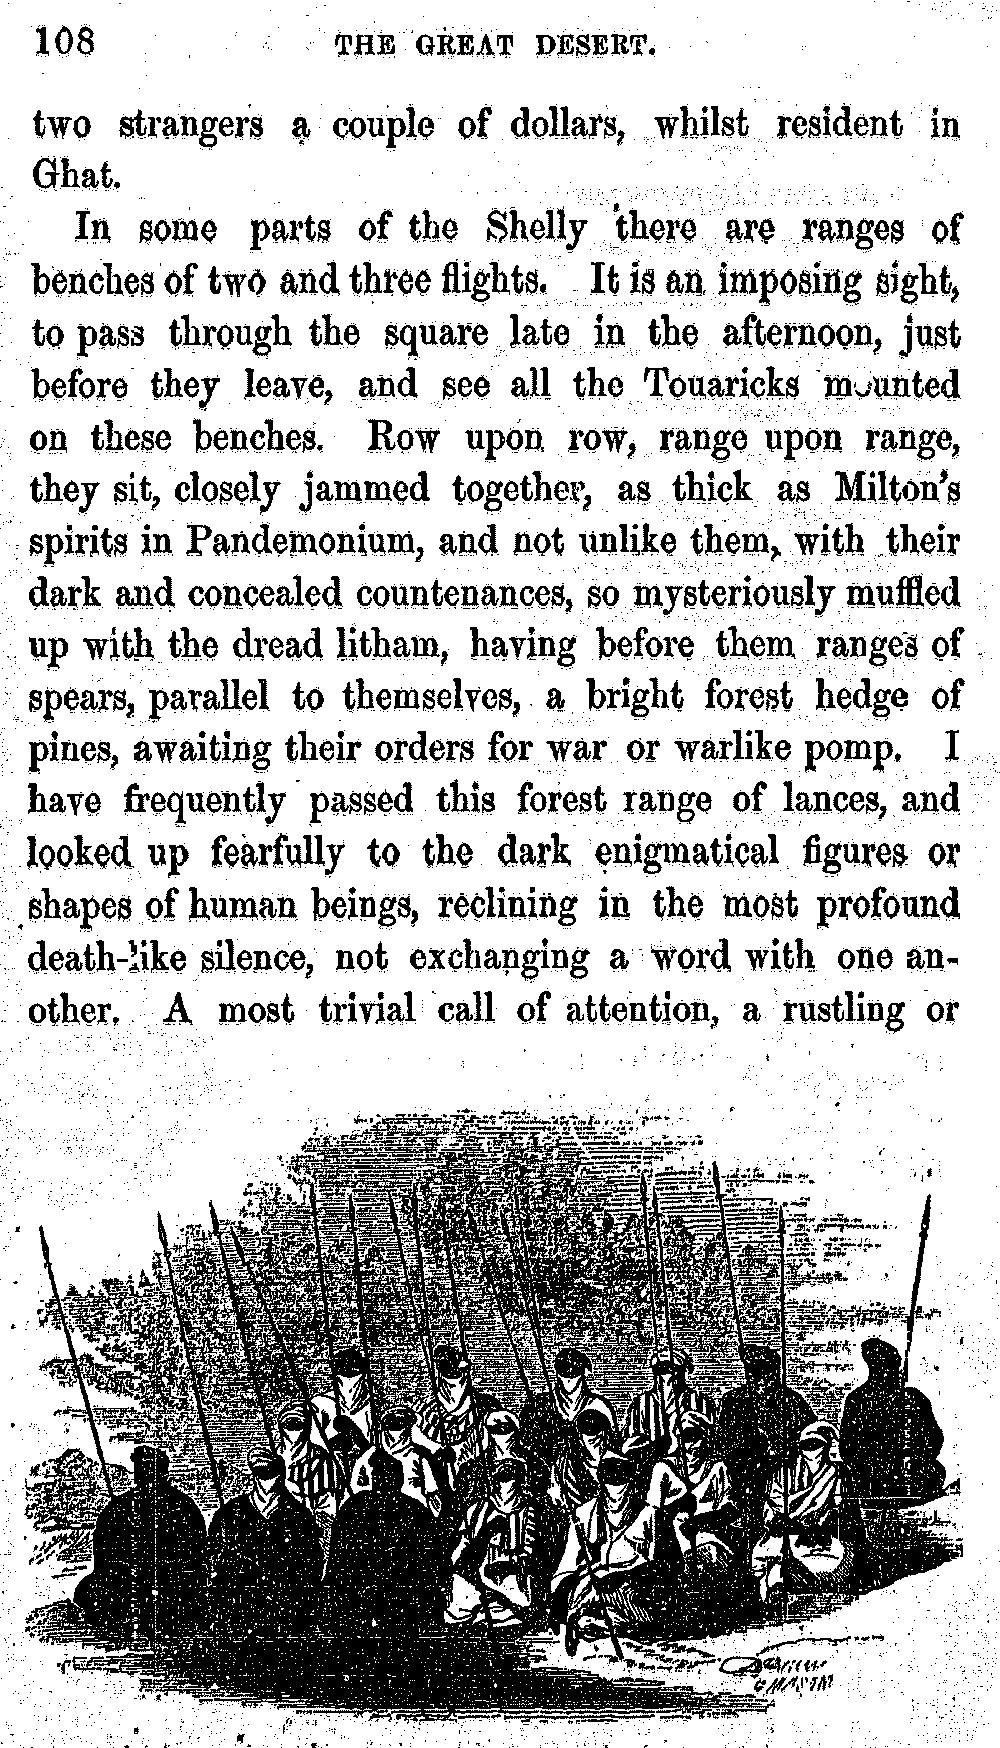 108 THE GREAT DESERT.
two strangers a couple of dollars, whilst resident in
Ghat.
In some parts of the Shelly there are ranges of
benches of two and three flights. It is an imposing sight,
to pass through the square late in the afternoon, just
before they leave, and see all the Touaricks mounted
on these benches. Row upon row, range upon range,
they sit, closely jammed together, as thick as Milton's
spirits in Pandemonium, and not unlike them, with their
dark and concealed countenances, so mysteriously muffled
up with the dread litham, having before them ranges of
spears, parallel to themselves, a bright forest hedge of
pines, awaiting their orders for war or warlike pomp. I
have frequently passed this forest range of lances, and
looked up fearfully to the dark enigmatical figures or
shapes of human beings, reclining in the most profound
death-like silence, not exchanging a word with one an-
other. A most trivial call of attention, a rustling or